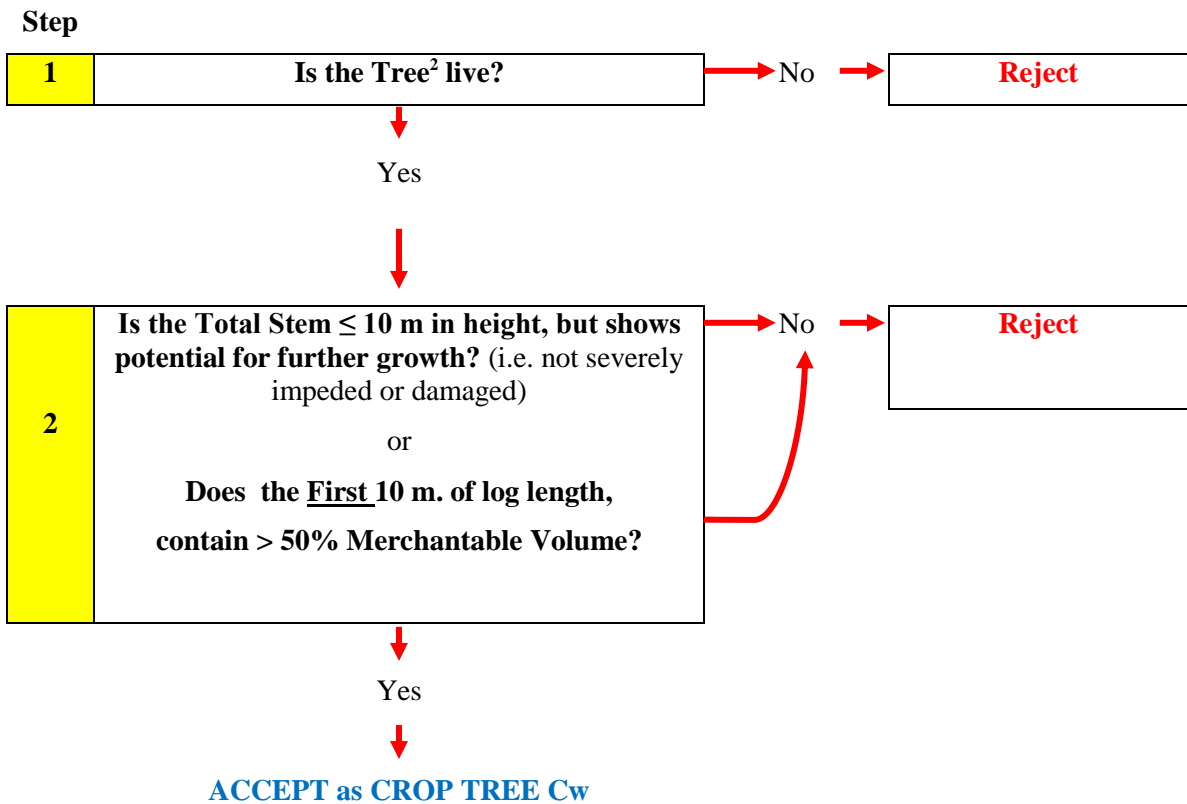 Step
1
Is the Tree² live?
No
Reject
Yes
Is the Total Stem ≤ 10 m in height, but shows
potential for further growth? (i.e. not severely
impeded or damaged)
No
Reject
2
or
Does the First 10 m. of log length,
contain > 50% Merchantable Volume?
Yes
ACCEPT as CROP TREE Cw